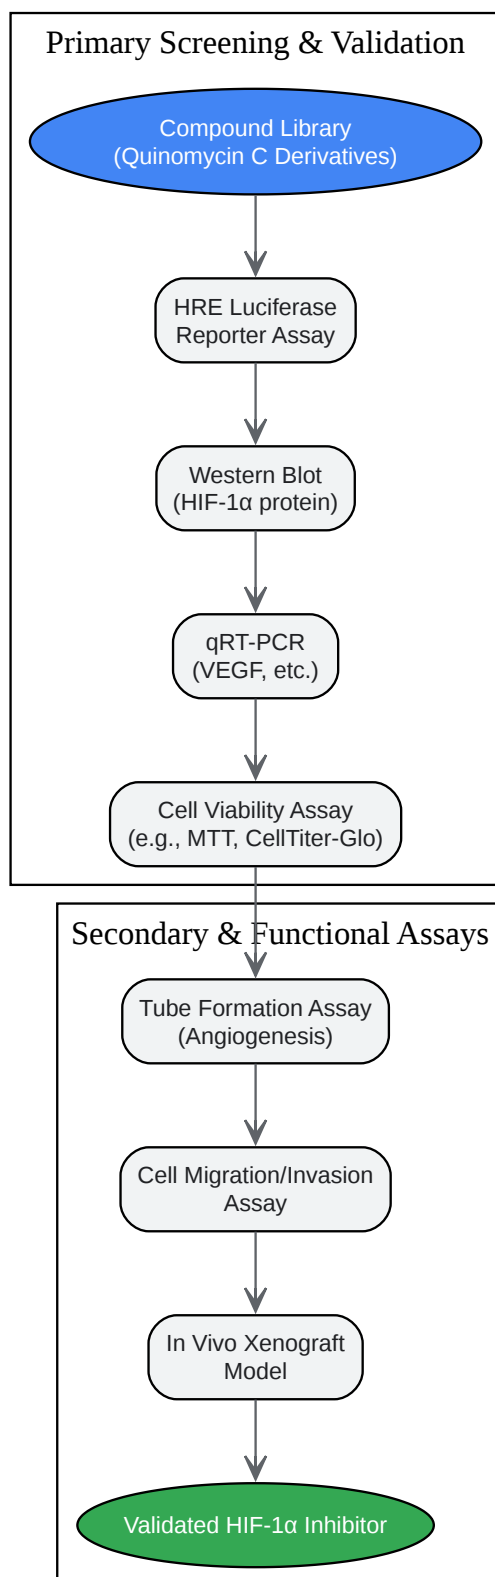 Primary Screening & Validation
Compound Library
(Quinomycin C Derivatives)
HRE Luciferase
Reporter Assay
Western Blot
(HIF-1α protein)
qRT-PCR
(VEGF, etc.)
Cell Viability Assay
(e.g., MTT, CellTiter-Glo)
Secondary & Functional Assays
Tube Formation Assay
(Angiogenesis)
Cell Migration/Invasion
Assay
In Vivo Xenograft
Model
Validated HIF-1α Inhibitor